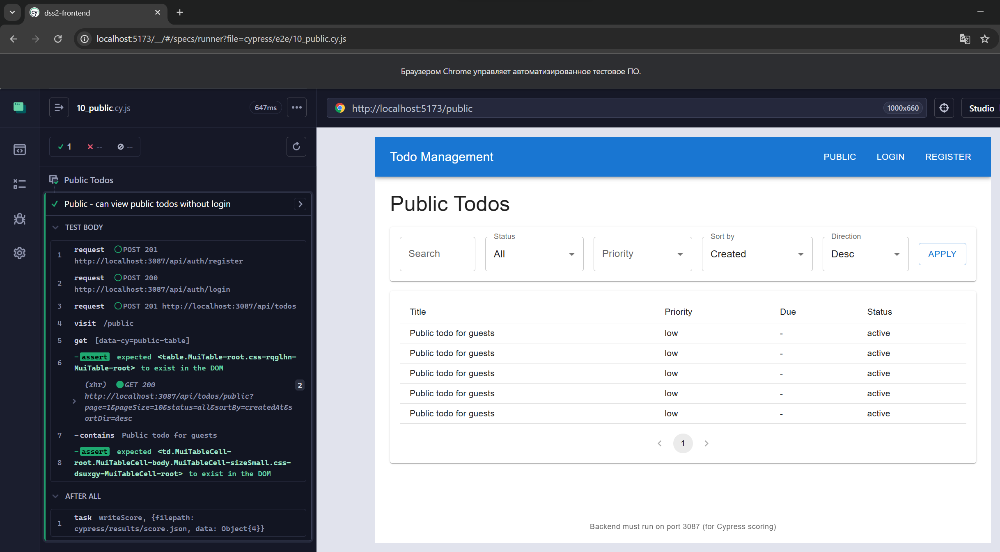 dss2-frontend
localhost:5173/__/#/specs/runner?file=cypress/e2e/10_public.cy.js
Браузером Chrome управляет автоматизированное тестовое ПО.
10_public.cy.js
647ms
http://localhost:5173/public
1000x660
Studio
1
--
--
Public Todos
Public - can view public todos without login
TEST BODY
1 request POST 201
http://localhost:3087/api/auth/register
2 request POST 200
http://localhost:3087/api/auth/login
3 request POST 201 http://localhost:3087/api/todos
4 visit /public
5 get [data-cy=public-table]
6 -assert expected <table.MuiTable-root.css-rqglhn-
MuiTable-root> to exist in the DOM
(xhr) GET 200 2
http://localhost:3087/api/todos/public?
page=1&pageSize=10&status=all&sortBy=createdAt&s
ortDir=desc
7 -contains Public todo for guests
8 -assert expected <td.MuiTableCell-
root.MuiTableCell-body.MuiTableCell-sizeSmall.css-
dsuxgy-MuiTableCell-root> to exist in the DOM
AFTER ALL
1 task writeScore, {filepath:
cypress/results/score.json, data: Object{4}}
Todo Management
PUBLIC LOGIN REGISTER
Public Todos
Search
Status
All
Priority
Sort by
Created
Direction
Desc
APPLY
Title Priority Due Status
Public todo for guests low - active
Public todo for guests low - active
Public todo for guests low - active
Public todo for guests low - active
Public todo for guests low - active
1
Backend must run on port 3087 (for Cypress scoring)